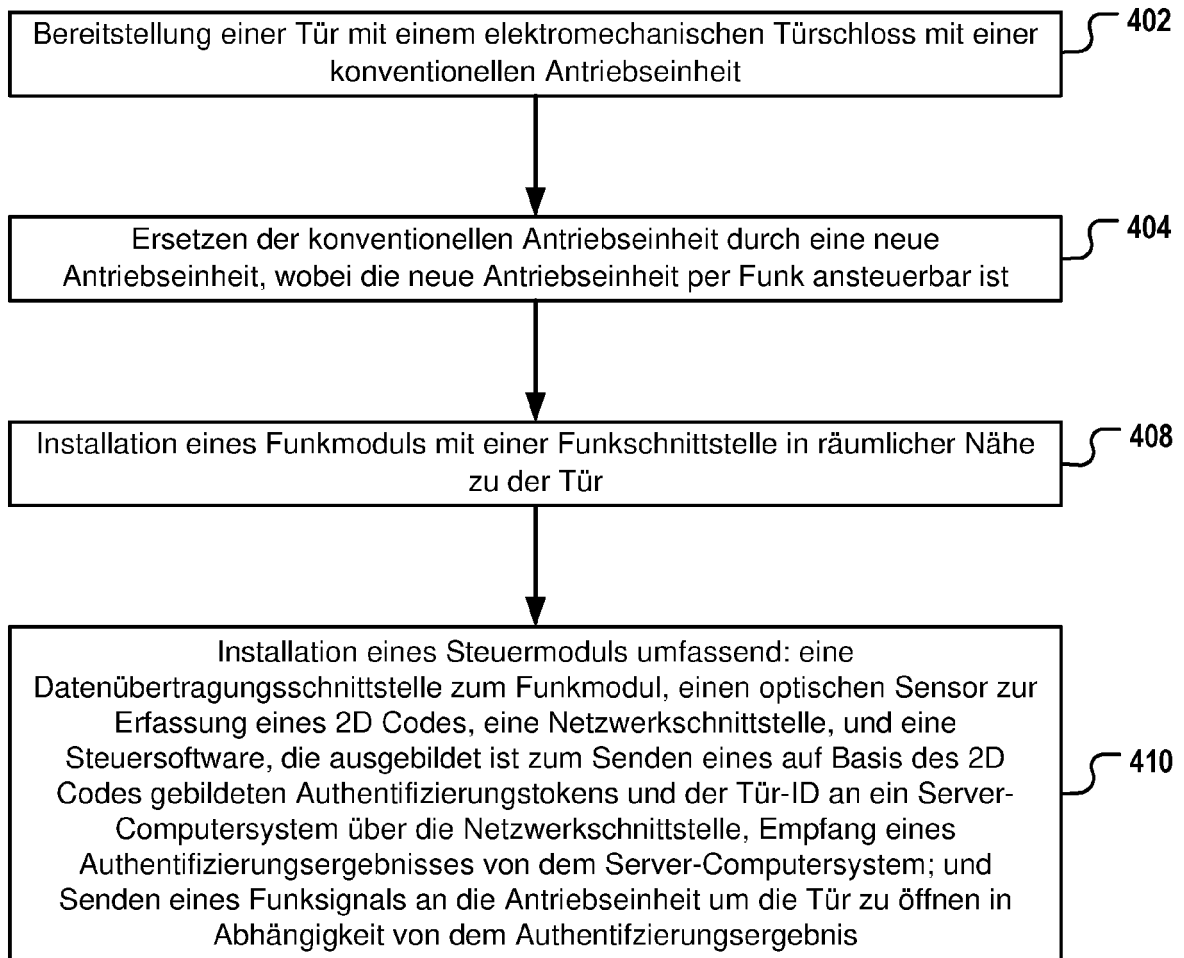 Bereitstellung einer Tür mit einem elektromechanischen Türschloss mit einer
konventionellen Antriebseinheit
402
Ersetzen der konventionellen Antriebseinheit durch eine neue
Antriebseinheit, wobei die neue Antriebseinheit per Funk ansteuerbar ist
404
Installation eines Funkmoduls mit einer Funkschnittstelle in räumlicher Nähe
zu der Tür
408
Installation eines Steuermoduls umfassend: eine
Datenübertragungsschnittstelle zum Funkmodul, einen optischen Sensor zur
Erfassung eines 2D Codes, eine Netzwerkschnittstelle, und eine
Steuersoftware, die ausgebildet ist zum Senden eines auf Basis des 2D
Codes gebildeten Authentifizierungstokens und der Tür-ID an ein Server-
Computersystem über die Netzwerkschnittstelle, Empfang eines
Authentifizierungsergebnisses von dem Server-Computersystem; und
Senden eines Funksignals an die Antriebseinheit um die Tür zu öffnen in
Abhängigkeit von dem Authentifzierungsergebnis
410